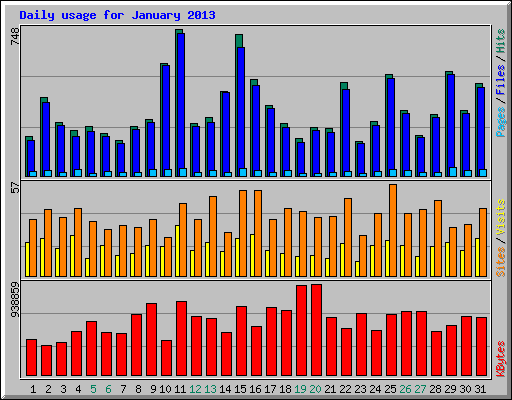 Daily usage for January 2013
748
Pages / Files / Hits
57
Sites / Visits
938859
KBytes
1 2 3 4 5 6 7 8 9 10 11 12 13 14 15 16 17 18 19 20 21 22 23 24 25 26 27 28 29 30 31